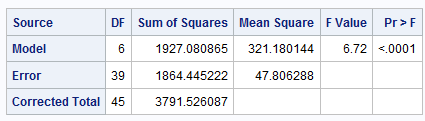 Source DF Sum of Squares Mean Square F Value Pr > F
Model 6 1927.080865 321.180144 6.72 <.0001
Error 39 1864.445222 47.806288
Corrected Total 45 3791.526087